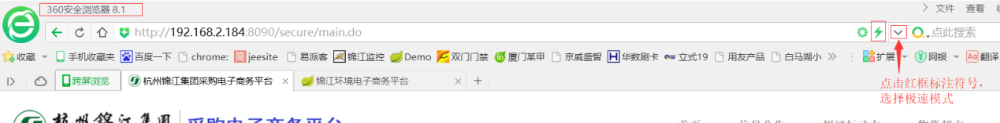 360安全浏览器 8.1
文件 查看
http://192.168.2.184:8090/secure/main.do
点此搜索
收藏 手机收藏夹 百度一下 chrome: jeesite 易派客 锦江监控 Demo 双门门禁 厦门某甲 京威盛智 华数刷卡 立式19 用友产品 白马湖小 扩展 网银 翻译
跨屏浏览 杭州锦江集团采购电子商务平台 锦江环境电子商务平台
点击红框标注符号，
选择极速模式
杭州锦江集团 采购电子商务平台